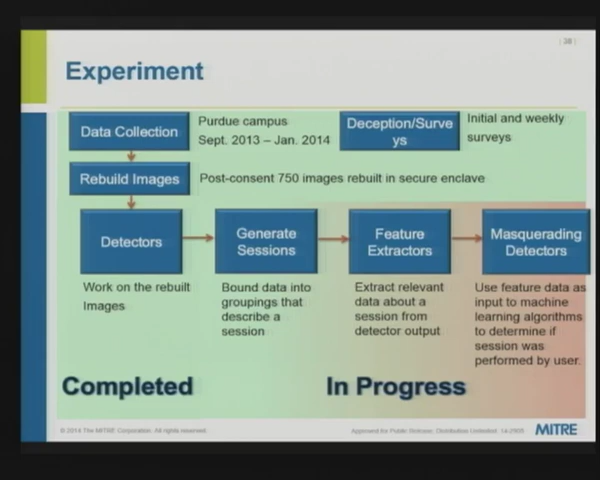 | 38 |
Experiment
Data Collection
Purdue campus
Sept. 2013 – Jan. 2014
Deception/Surve
ys
Initial and weekly
surveys
Rebuild Images
Post-consent 750 images rebuilt in secure enclave
Detectors
Generate
Sessions
Feature
Extractors
Masquerading
Detectors
Work on the rebuilt
Images
Bound data into
groupings that
describe a
session
Extract relevant
data about a
session from
detector output
Use feature data as
input to machine
learning algorithms
to determine if
session was
performed by user.
Completed
In Progress
© 2014 The MITRE Corporation. All rights reserved.
Approved for Public Release; Distribution Unlimited.
MITRE